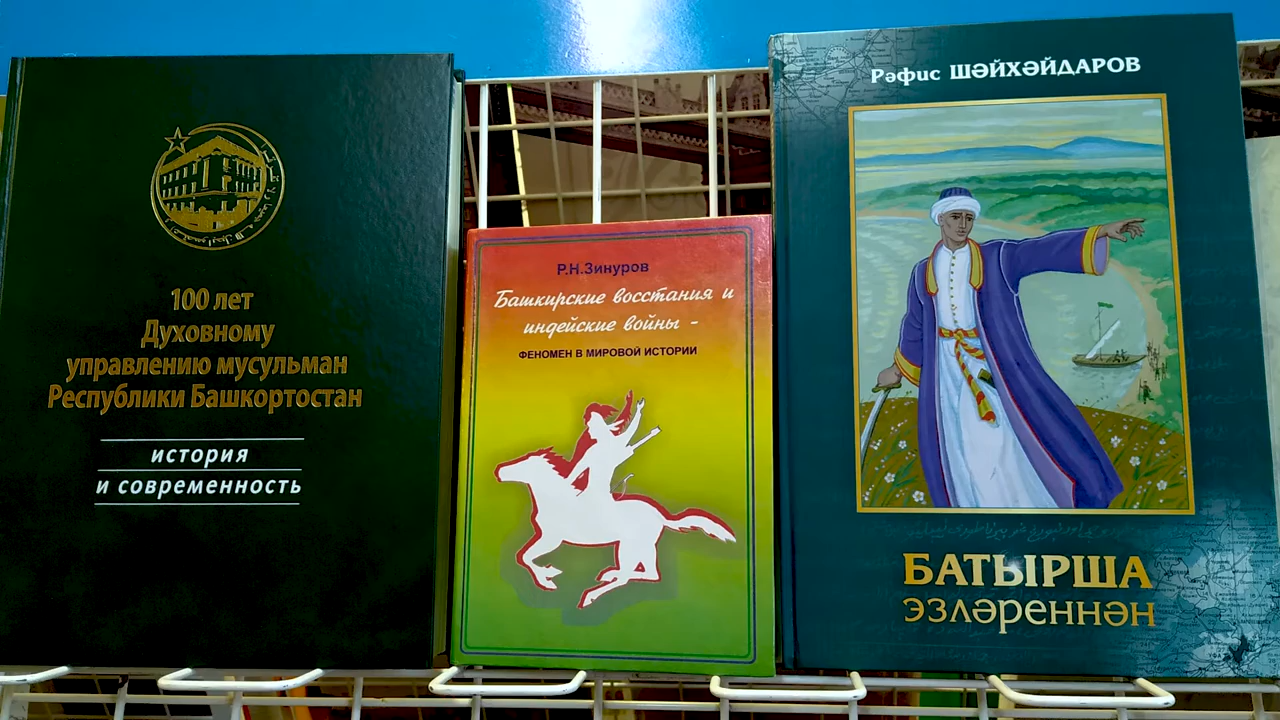 100 лет
Духовному
управлению мусульман
Республики Башкортостан
история
и современность
Р.Н.Зинуров
Башкирские восстания и
индейские войны -
ФЕНОМЕН В МИРОВОЙ ИСТОРИИ
Рәфис ШӘЙХӘЙДАРОВ
БАТЫРША
эзләреннән